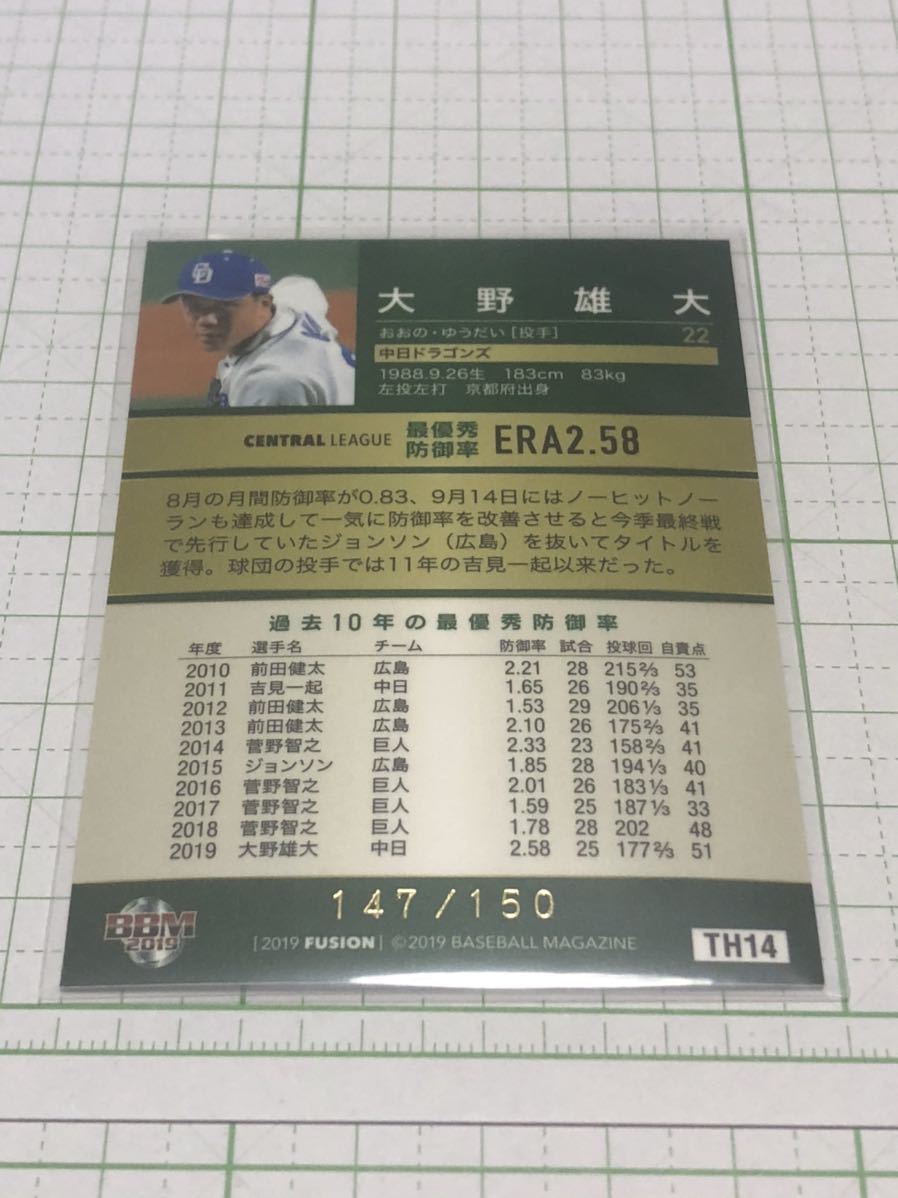 大野雄大
おおの・ゆうだい［投手］ 22
中日ドラゴンズ
1988.9.26生 183cm 83kg
左投左打 京都府出身
CENTRAL LEAGUE 最優秀防御率 ERA2.58
8月の月間防御率が0.83、9月14日にはノーヒットノー
ランも達成して一気に防御率を改善させると今季最終戦
で先行していたジョンソン（広島）を抜いてタイトルを
獲得。球団の投手では11年の吉見一起以来だった。
過去10年の最優秀防御率
年度 選手名 チーム 防御率 試合 投球回 自責点
2010 前田健太 広島 2.21 28 215⅔ 53
2011 吉見一起 中日 1.65 26 190⅔ 35
2012 前田健太 広島 1.53 29 206⅓ 35
2013 前田健太 広島 2.10 26 175⅔ 41
2014 菅野智之 巨人 2.33 23 158⅔ 41
2015 ジョンソン 広島 1.85 28 194⅓ 40
2016 菅野智之 巨人 2.01 26 183⅓ 41
2017 菅野智之 巨人 1.59 25 187⅓ 33
2018 菅野智之 巨人 1.78 28 202 48
2019 大野雄大 中日 2.58 25 177⅔ 51
147/150
BBM
2019
[2019 FUSION] ©2019 BASEBALL MAGAZINE
TH14
CD